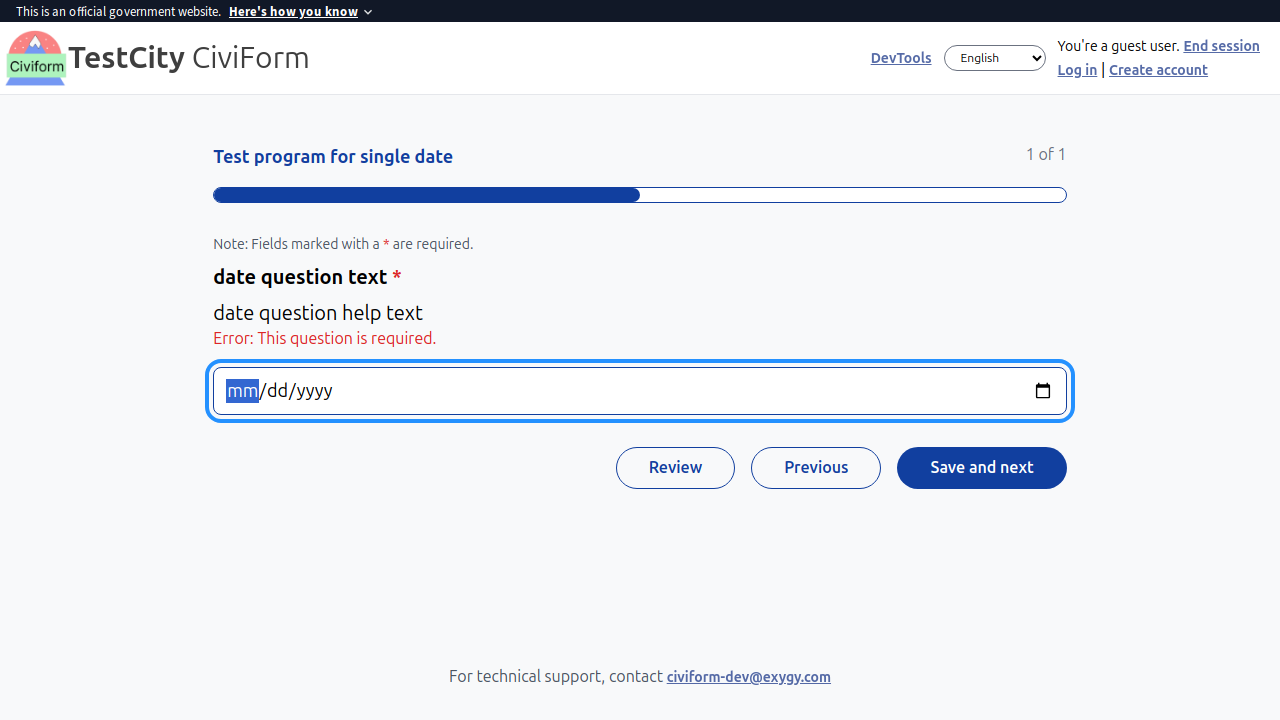 This is an official government website. Here's how you know
Civiform
TestCity CiviForm
DevTools
English
You're a guest user. End session
Log in | Create account
Test program for single date
1 of 1
Note: Fields marked with a * are required.
date question text *
date question help text
Error: This question is required.
mm/dd/yyyy
Review
Previous
Save and next
For technical support, contact civiform-dev@exygy.com